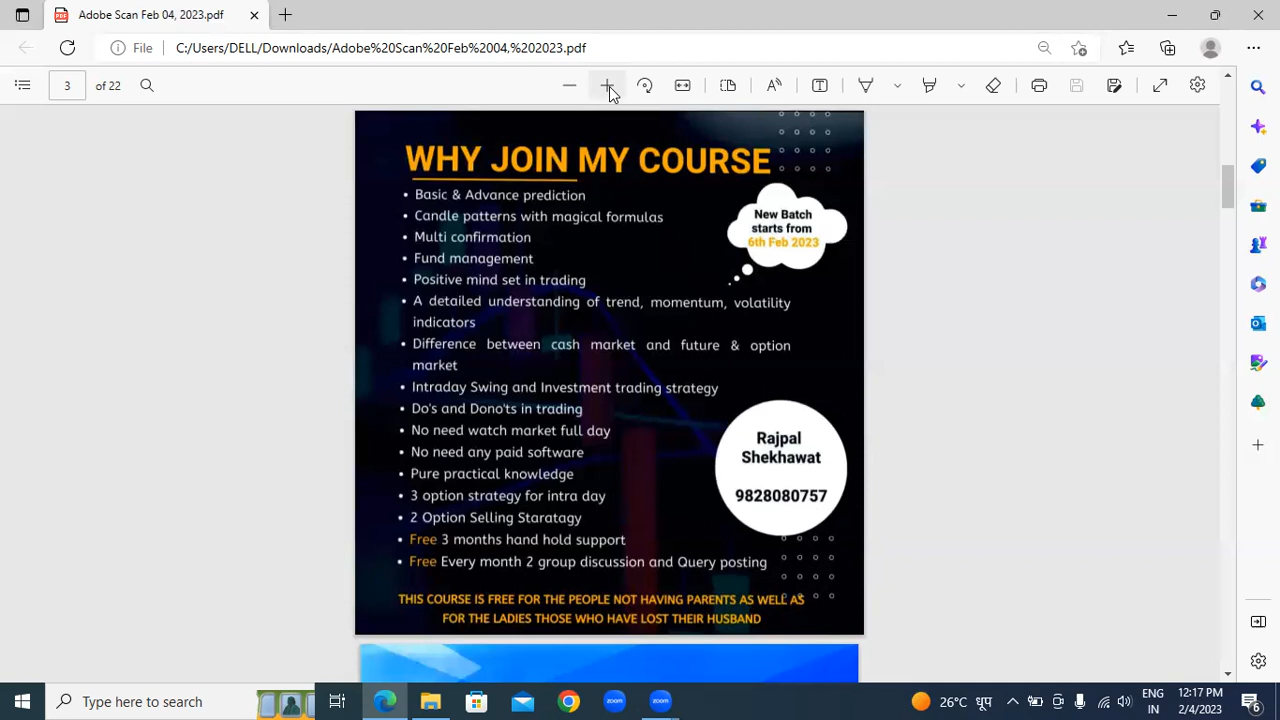 Adobe Scan Feb 04, 2023.pdf
File
C:/Users/DELL/Downloads/Adobe%20Scan%20Feb%2004,%202023.pdf
3 of 22
WHY JOIN MY COURSE
• Basic & Advance prediction
• Candle patterns with magical formulas
• Multi confirmation
• Fund management
• Positive mind set in trading
• A detailed understanding of trend, momentum, volatility
indicators
• Difference between cash market and future & option
market
• Intraday Swing and Investment trading strategy
• Do's and Dono'ts in trading
• No need watch market full day
• No need any paid software
• Pure practical knowledge
• 3 option strategy for intra day
• 2 Option Selling Staratagy
• Free 3 months hand hold support
• Free Every month 2 group discussion and Query posting
New Batch
starts from
6th Feb 2023
Rajpal
Shekhawat
9828080757
THIS COURSE IS FREE FOR THE PEOPLE NOT HAVING PARENTS AS WELL AS
FOR THE LADIES THOSE WHO HAVE LOST THEIR HUSBAND
Type here to search
zoom
zoom
26°C धूप
ENG
IN
12:17 PM
2/4/2023
6